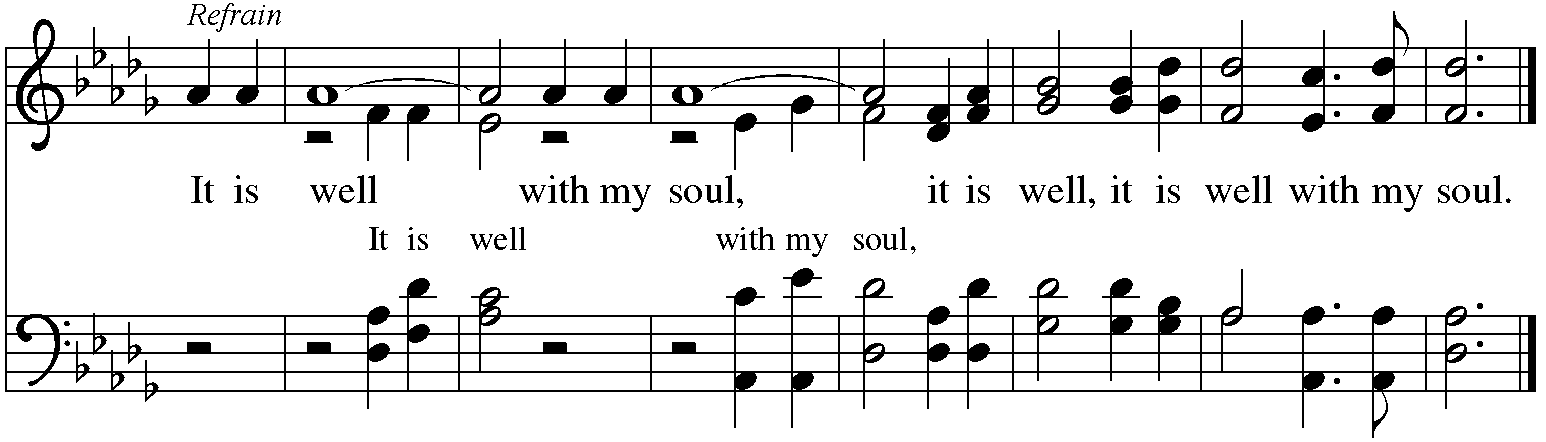 Refrain
It is well with my soul, it is well, it is well with my soul.
It is well with my soul,